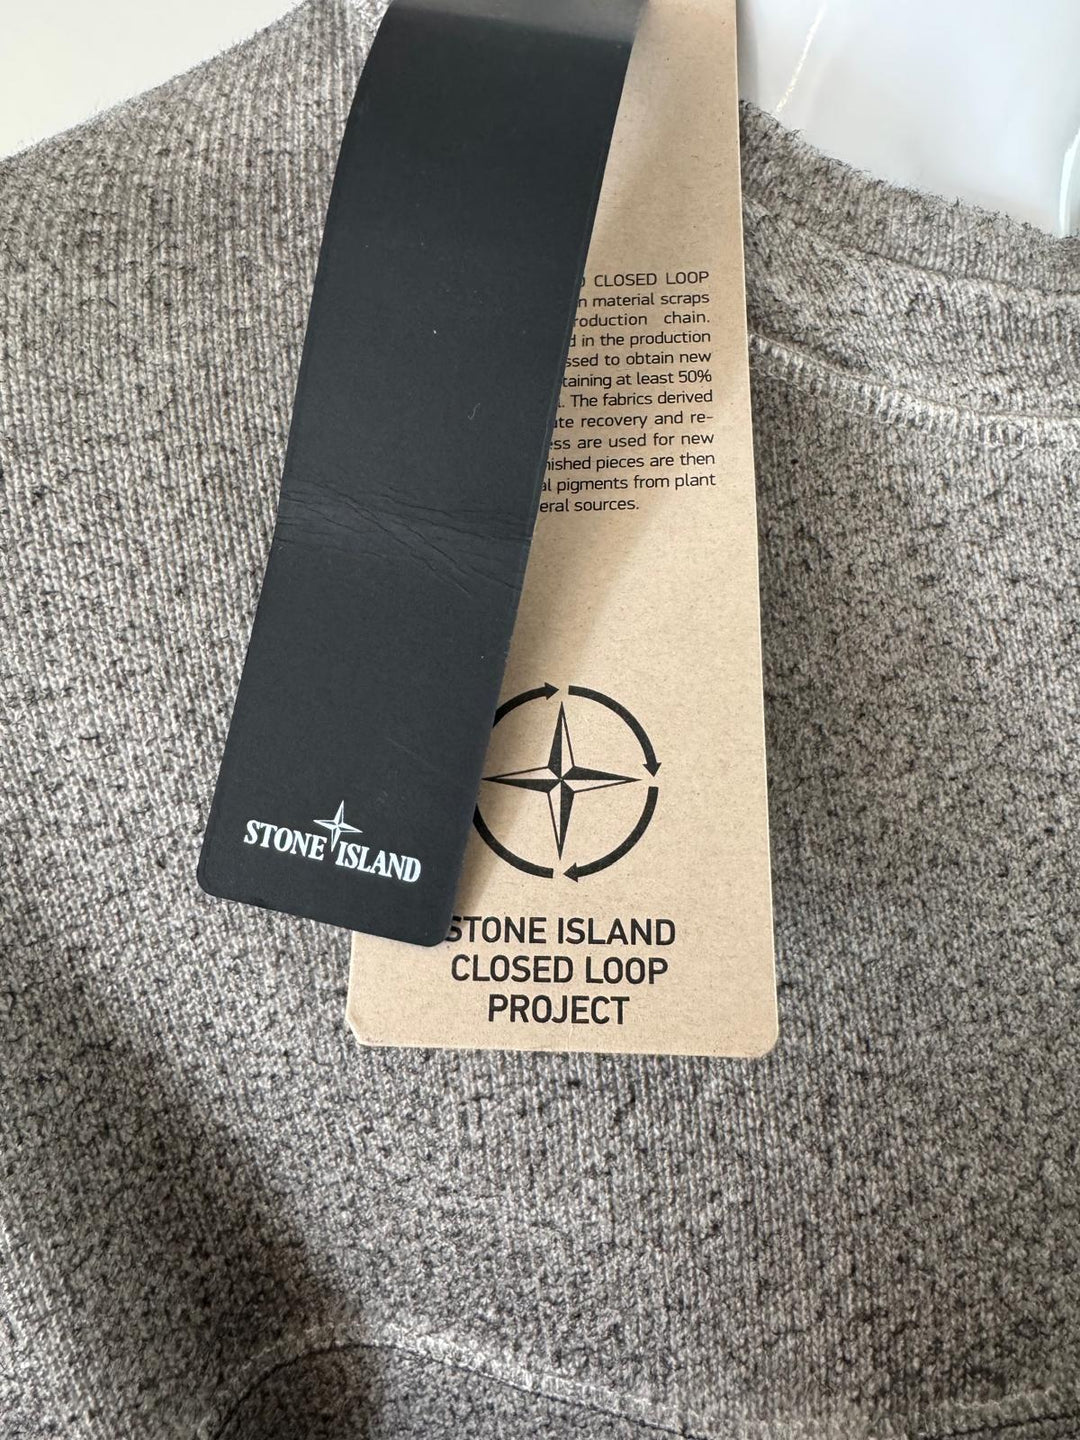 CLOSED LOOP
material scraps
chain.
in the production
to obtain new
at least 50%
The fabrics derived
recovery and re-
are used for new
pieces are then
pigments from plant
sources.
STONE ISLAND
STONE ISLAND
CLOSED LOOP
PROJECT